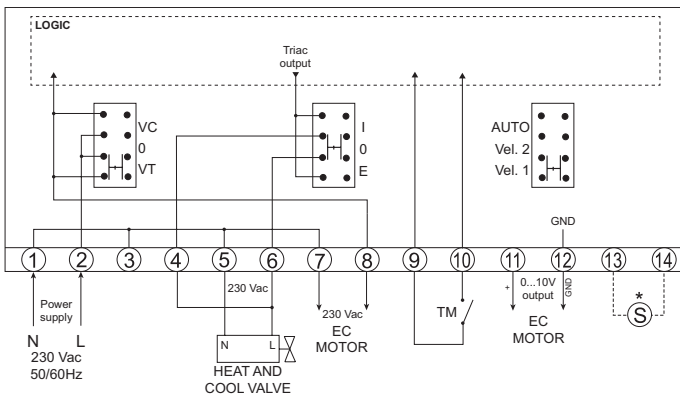 LOGIC
Triac
output
VC
0
VT
I
0
E
AUTO
Vel. 2
Vel. 1
GND
1 2 3 4 5 6 7 8 9 10 11 12 13 14
Power
supply
N L
230 Vac
50/60Hz
230 Vac
N L
HEAT AND
COOL VALVE
230 Vac
EC
MOTOR
TM
+ 0...10V GND
output
EC
MOTOR
*
S